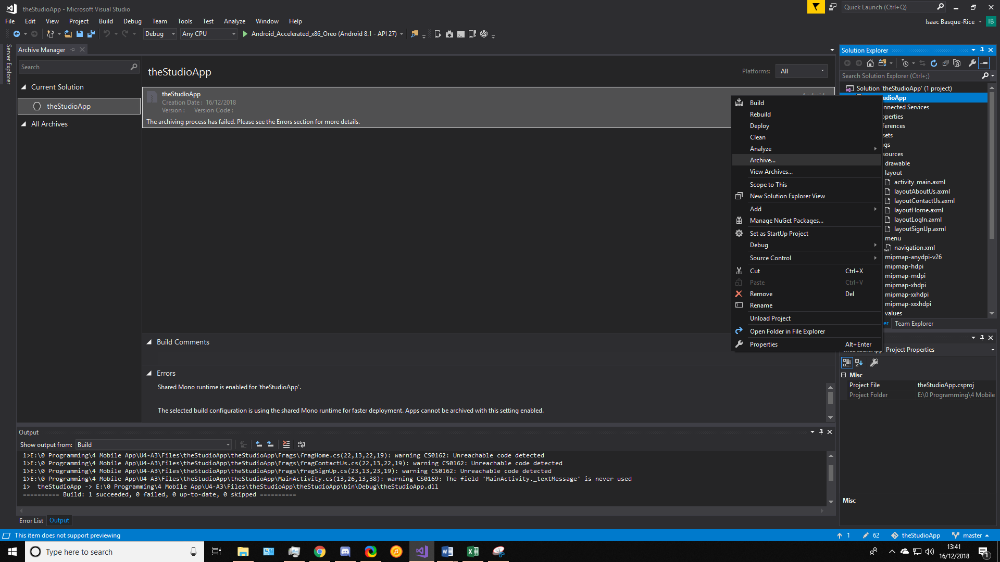 theStudioApp - Microsoft Visual Studio
Quick Launch (Ctrl+Q)
File Edit View Project Build Debug Team Tools Test Analyze Window Help
Isaac Basque-Rice IB
Debug Any CPU Android_Accelerated_x86_Oreo (Android 8.1 - API 27)
Server Explorer
Archive Manager
Search
Current Solution
theStudioApp
All Archives
theStudioApp
Platforms: All
theStudioApp
Android
Creation Date : 16/12/2018
Version : Version Code :
The archiving process has failed. Please see the Errors section for more details.
Build Comments
Errors
Shared Mono runtime is enabled for 'theStudioApp'.
The selected build configuration is using the shared Mono runtime for faster deployment. Apps cannot be archived with this setting enabled.
Build
Rebuild
Deploy
Clean
Analyze
Archive...
View Archives...
Scope to This
New Solution Explorer View
Add
Manage NuGet Packages...
Set as StartUp Project
Debug
Source Control
Cut Ctrl+X
Paste Ctrl+V
Remove Del
Rename
Unload Project
Open Folder in File Explorer
Properties Alt+Enter
Solution Explorer
Search Solution Explorer (Ctrl+;)
Solution 'theStudioApp' (1 project)
udioApp
nnected Services
operties
ferences
sets
gs
sources
drawable
layout
activity_main.axml
layoutAboutUs.axml
layoutContactUs.axml
layoutHome.axml
layoutLogIn.axml
layoutSignUp.axml
menu
navigation.xml
mipmap-anydpi-v26
mipmap-hdpi
mipmap-mdpi
mipmap-xhdpi
mipmap-xxhdpi
mipmap-xxxhdpi
values
er Team Explorer
Project Properties
Misc
Project File theStudioApp.csproj
Project Folder E:\0 Programming\4 Mobile
Misc
Output
Show output from: Build
1>E:\0 Programming\4 Mobile App\U4-A3\Files\theStudioApp\theStudioApp\Frags\fragHome.cs(22,13,22,19): warning CS0162: Unreachable code detected
1>E:\0 Programming\4 Mobile App\U4-A3\Files\theStudioApp\theStudioApp\Frags\fragContactUs.cs(22,13,22,19): warning CS0162: Unreachable code detected
1>E:\0 Programming\4 Mobile App\U4-A3\Files\theStudioApp\theStudioApp\Frags\fragSignUp.cs(23,13,23,19): warning CS0162: Unreachable code detected
1>E:\0 Programming\4 Mobile App\U4-A3\Files\theStudioApp\theStudioApp\MainActivity.cs(13,26,13,38): warning CS0169: The field 'MainActivity._textMessage' is never used
1> theStudioApp -> E:\0 Programming\4 Mobile App\U4-A3\Files\theStudioApp\theStudioApp\bin\Debug\theStudioApp.dll
========== Build: 1 succeeded, 0 failed, 0 up-to-date, 0 skipped ==========
Error List Output
This item does not support previewing
1 62 theStudioApp master
Type here to search
13:41
16/12/2018
1